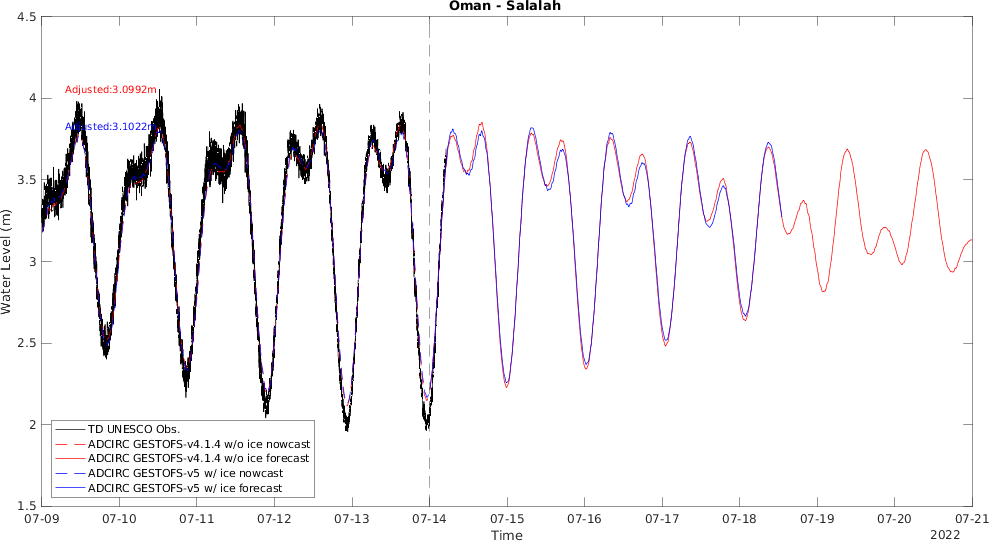 Oman - Salalah
4.5
4
3.5
3
2.5
2
1.5
Water Level (m)
Adjusted:3.0992m
Adjusted:3.1022m
TD UNESCO Obs.
ADCIRC GESTOFS-v4.1.4 w/o ice nowcast
ADCIRC GESTOFS-v4.1.4 w/o ice forecast
ADCIRC GESTOFS-v5 w/ ice nowcast
ADCIRC GESTOFS-v5 w/ ice forecast
07-09 07-10 07-11 07-12 07-13 07-14 07-15 07-16 07-17 07-18 07-19 07-20 07-21
Time
2022